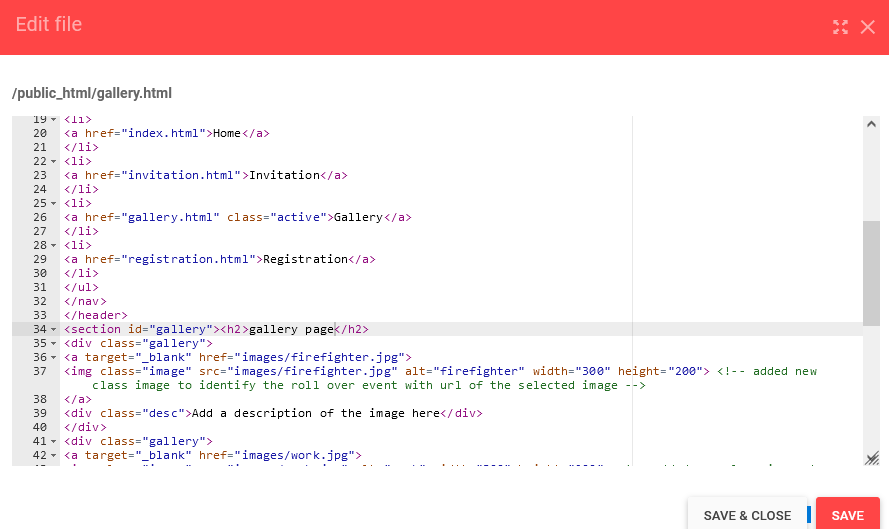 Edit file
/public_html/gallery.html
19 <li>
20 <a href="index.html">Home</a>
21 </li>
22 <li>
23 <a href="invitation.html">Invitation</a>
24 </li>
25 <li>
26 <a href="gallery.html" class="active">Gallery</a>
27 </li>
28 <li>
29 <a href="registration.html">Registration</a>
30 </li>
31 </ul>
32 </nav>
33 </header>
34 <section id="gallery"><h2>gallery page</h2>
35 <div class="gallery">
36 <a target="_blank" href="images/firefighter.jpg">
37 <img class="image" src="images/firefighter.jpg" alt="firefighter" width="300" height="200"> <!-- added new
class image to identify the roll over event with url of the selected image -->
38 </a>
39 <div class="desc">Add a description of the image here</div>
40 </div>
41 <div class="gallery">
42 <a target="_blank" href="images/work.jpg">
SAVE & CLOSE SAVE